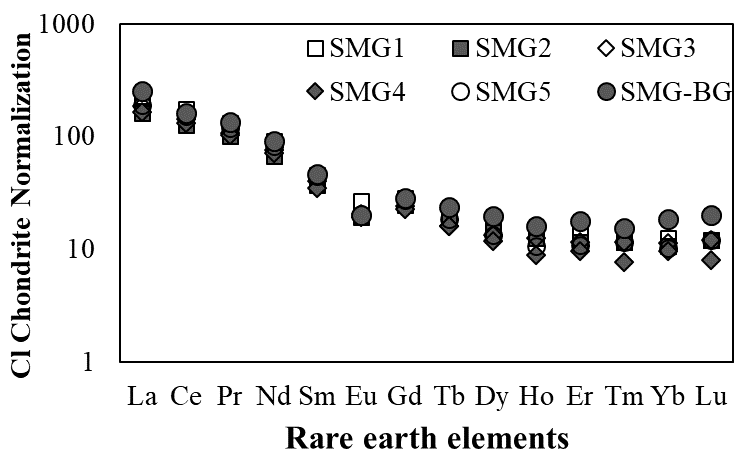 1000
100
10
1
Cl Chondrite Normalization
SMG1 SMG2 SMG3
SMG4 SMG5 SMG-BG
La Ce Pr Nd Sm Eu Gd Tb Dy Ho Er Tm Yb Lu
Rare earth elements